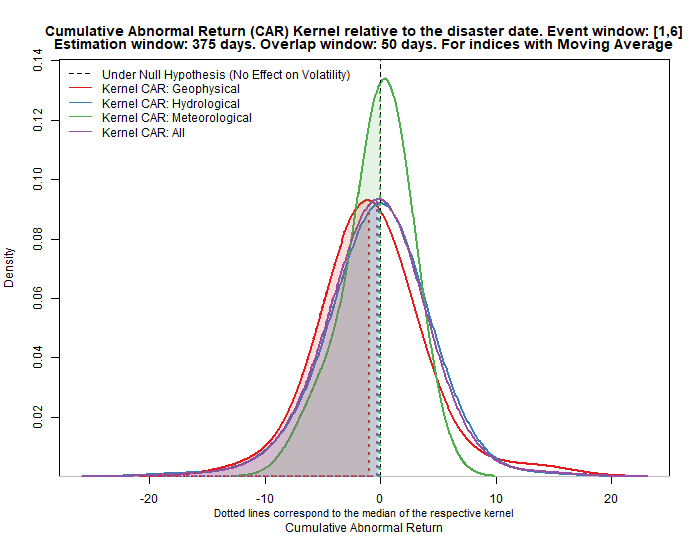 Cumulative Abnormal Return (CAR) Kernel relative to the disaster date. Event window: [1,6]
Estimation window: 375 days. Overlap window: 50 days. For indices with Moving Average
Under Null Hypothesis (No Effect on Volatility)
Kernel CAR: Geophysical
Kernel CAR: Hydrological
Kernel CAR: Meteorological
Kernel CAR: All
0.14
0.12
0.10
0.08
0.06
0.04
0.02
Density
-20 -10 0 10 20
Dotted lines correspond to the median of the respective kernel
Cumulative Abnormal Return